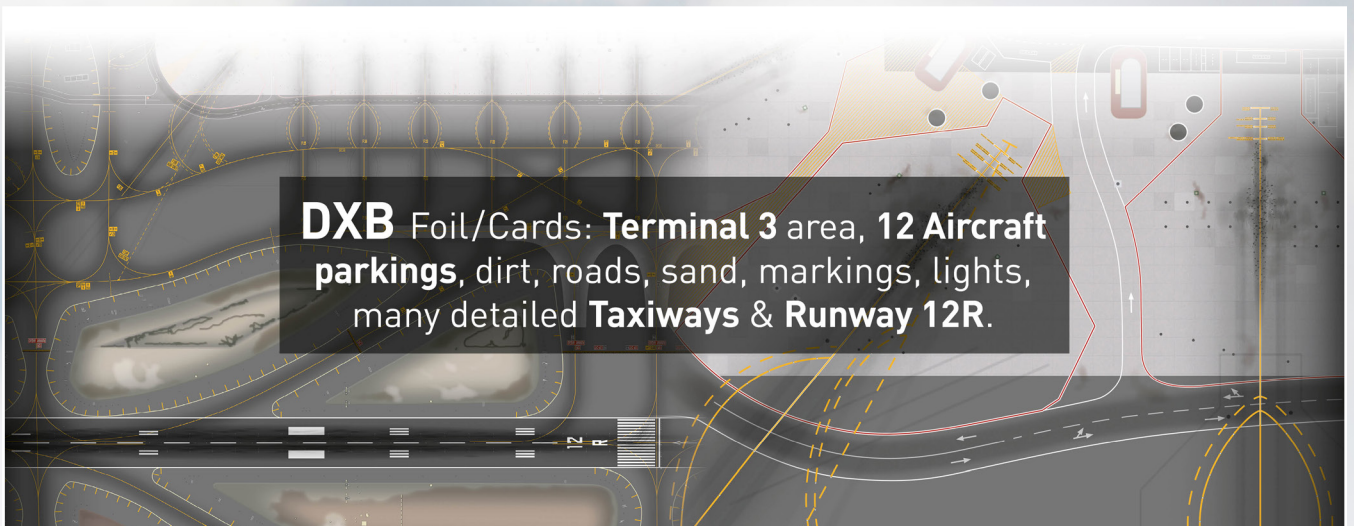 DXB Foil/Cards: Terminal 3 area, 12 Aircraft
parkings, dirt, roads, sand, markings, lights,
many detailed Taxiways & Runway 12R.
12
R